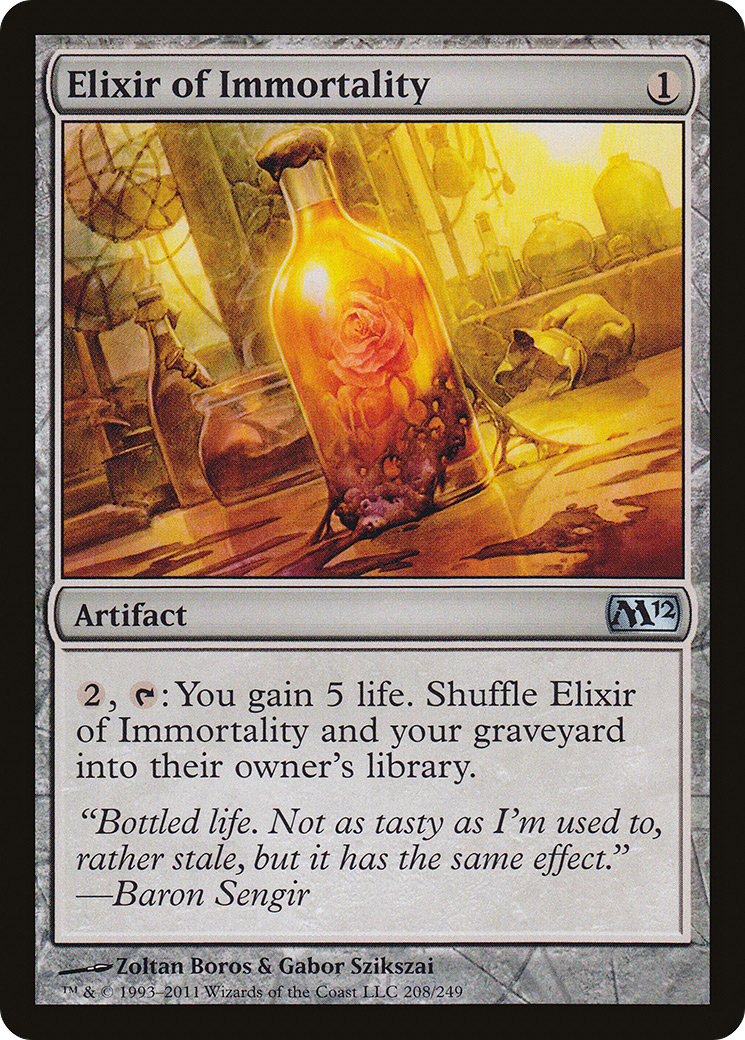 Elixir of Immortality 1
Artifact M12
2, : You gain 5 life. Shuffle Elixir
of Immortality and your graveyard
into their owner's library.
“Bottled life. Not as tasty as I’m used to,
rather stale, but it has the same effect.”
—Baron Sengir
Zoltan Boros & Gabor Szikszai
™ & © 1993–2011 Wizards of the Coast LLC 208/249